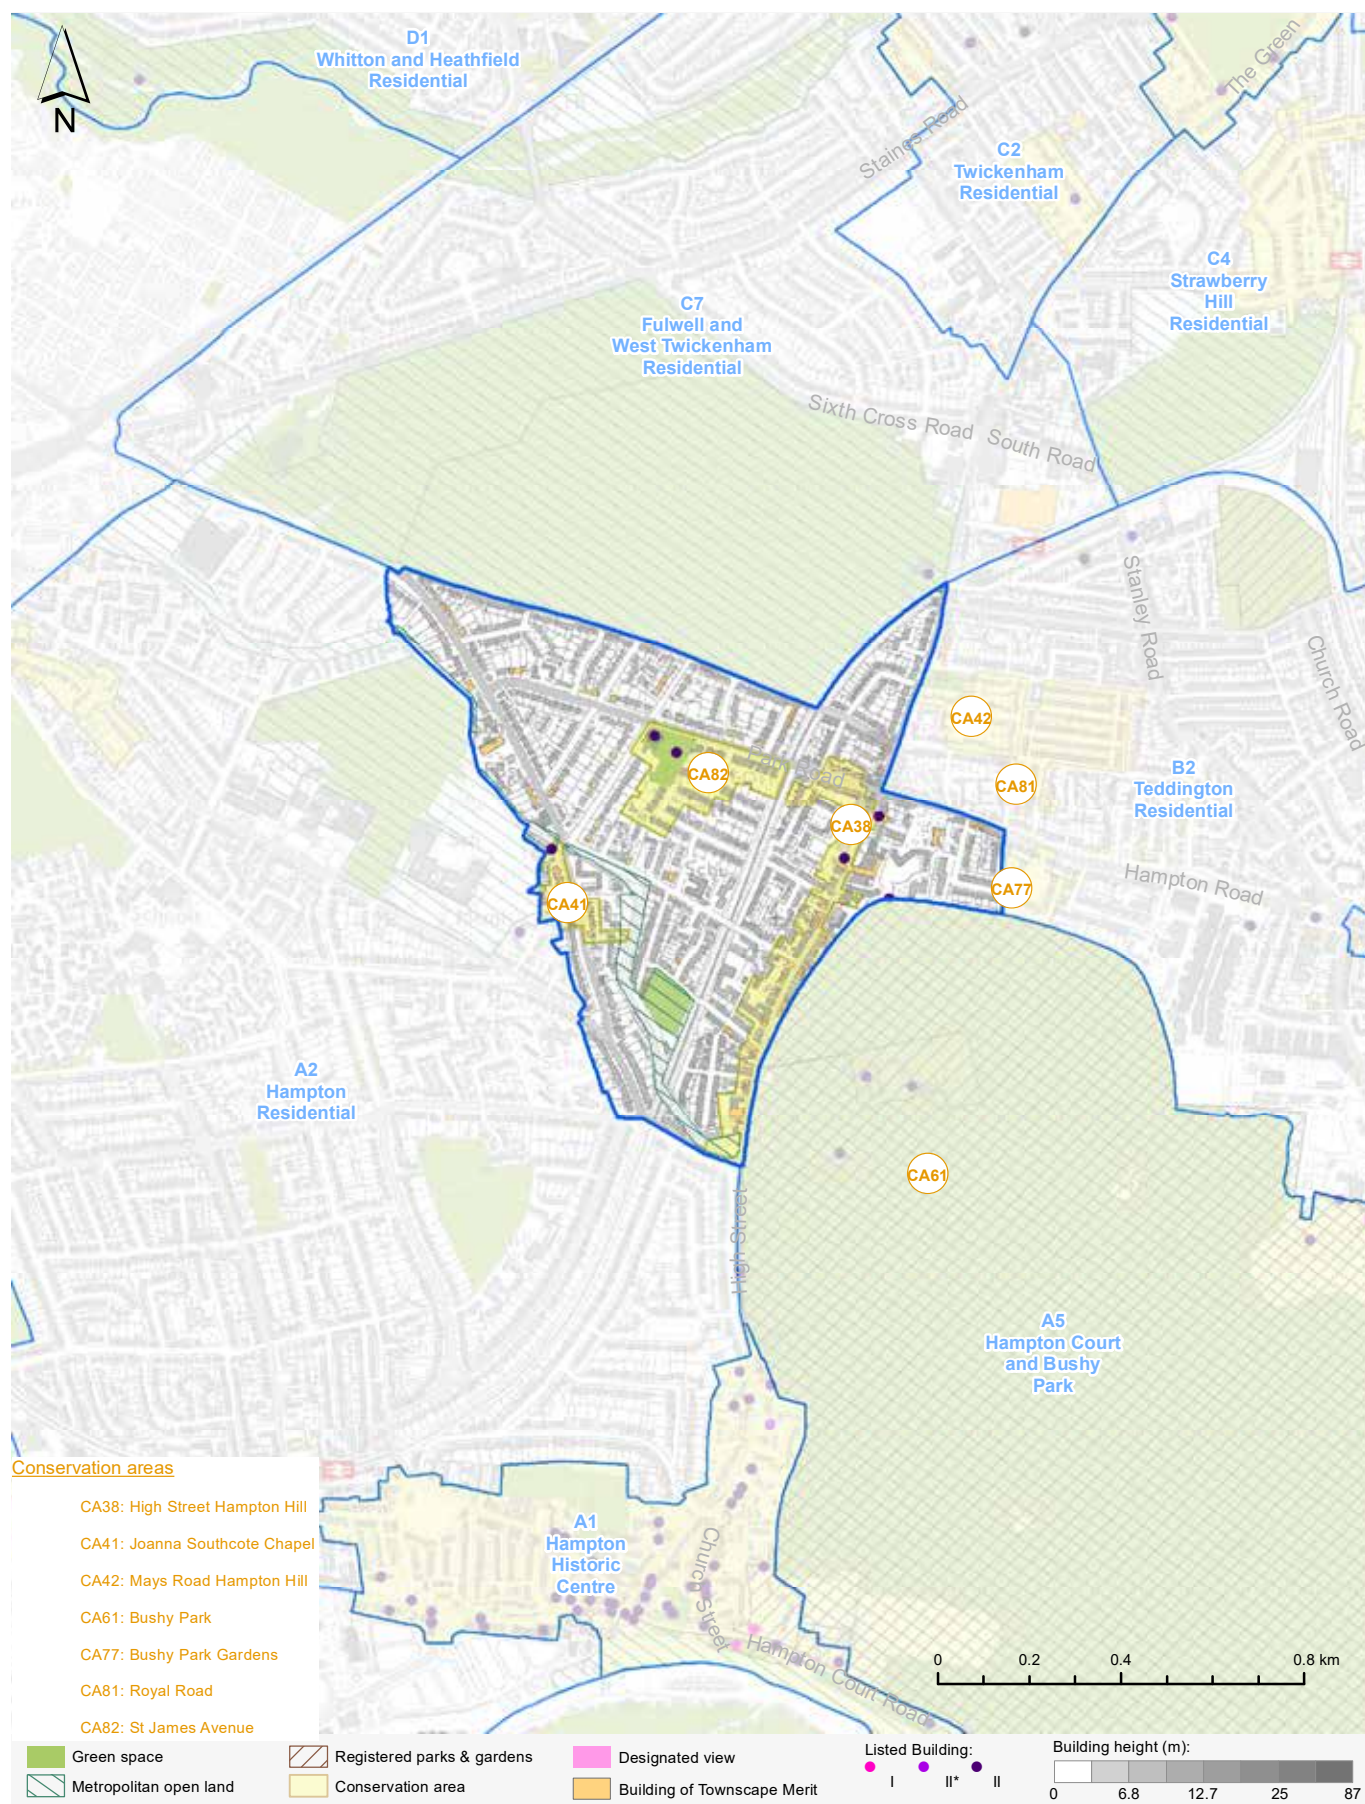 D1
Whitton and Heathfield
Residential
N
The Green
Staines Road
C2
Twickenham
Residential
C4
Strawberry
Hill
Residential
C7
Fulwell and
West Twickenham
Residential
Sixth Cross Road
South Road
Stanley Road
Church Road
CA42
CA82
Park Road
CA81
B2
Teddington
Residential
CA38
CA77
Hampton Road
CA41
A2
Hampton
Residential
CA61
High Street
A5
Hampton Court
and Bushy
Park
Conservation areas
CA38: High Street Hampton Hill
CA41: Joanna Southcote Chapel
CA42: Mays Road Hampton Hill
CA61: Bushy Park
CA77: Bushy Park Gardens
CA81: Royal Road
CA82: St James Avenue
A1
Hampton
Historic
Centre
Church Street
Hampton Court Road
0 0.2 0.4 0.8 km
Green space
Metropolitan open land
Registered parks & gardens
Conservation area
Designated view
Building of Townscape Merit
Listed Building:
I II* II
Building height (m):
0 6.8 12.7 25 87